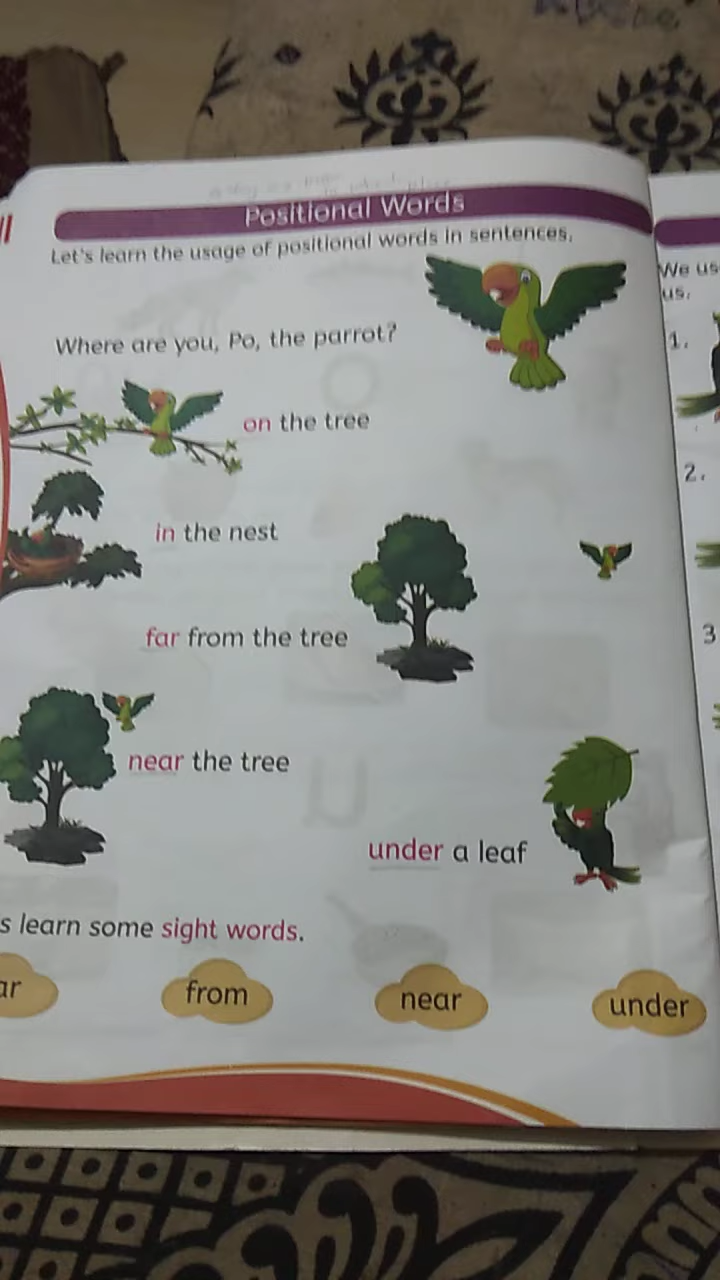 Positional Words
Let's learn the usage of positional words in sentences.
Where are you, Po, the parrot?
on the tree
in the nest
far from the tree
near the tree
under a leaf
s learn some sight words.
ar
from
near
under
We us
us.
1.
2.
3